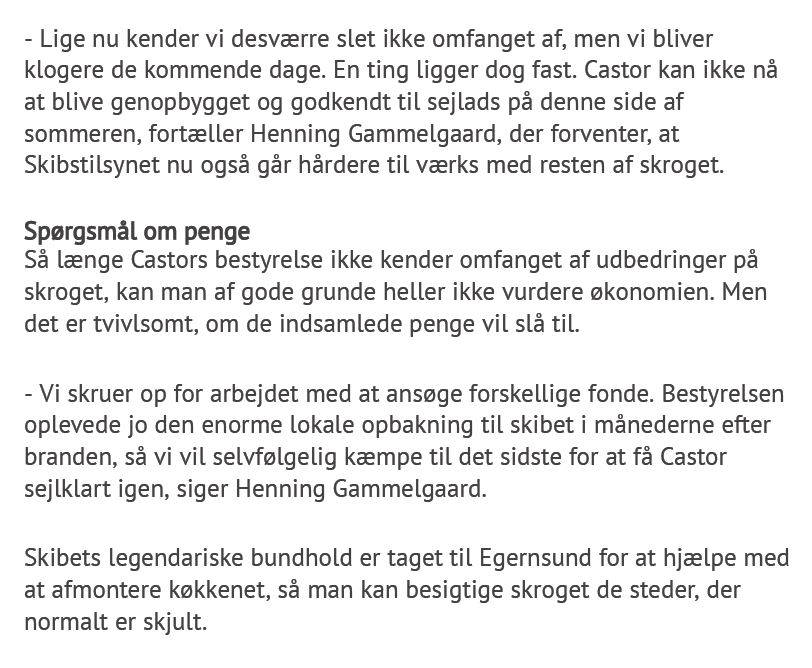 - Lige nu kender vi desværre slet ikke omfanget af, men vi bliver
klogere de kommende dage. En ting ligger dog fast. Castor kan ikke nå
at blive genopbygget og godkendt til sejlads på denne side af
sommeren, fortæller Henning Gammelgaard, der forventer, at
Skibstilsynet nu også går hårdere til værks med resten af skroget.
Spørgsmål om penge
Så længe Castors bestyrelse ikke kender omfanget af udbedringer på
skroget, kan man af gode grunde heller ikke vurdere økonomien. Men
det er tvivlsomt, om de indsamlede penge vil slå til.
- Vi skruer op for arbejdet med at ansøge forskellige fonde. Bestyrelsen
oplevede jo den enorme lokale opbakning til skibet i månederne efter
branden, så vi vil selvfølgelig kæmpe til det sidste for at få Castor
sejlklart igen, siger Henning Gammelgaard.
Skibets legendariske bundhold er taget til Egernsund for at hjælpe med
at afmontere køkkenet, så man kan besigtige skroget de steder, der
normalt er skjult.